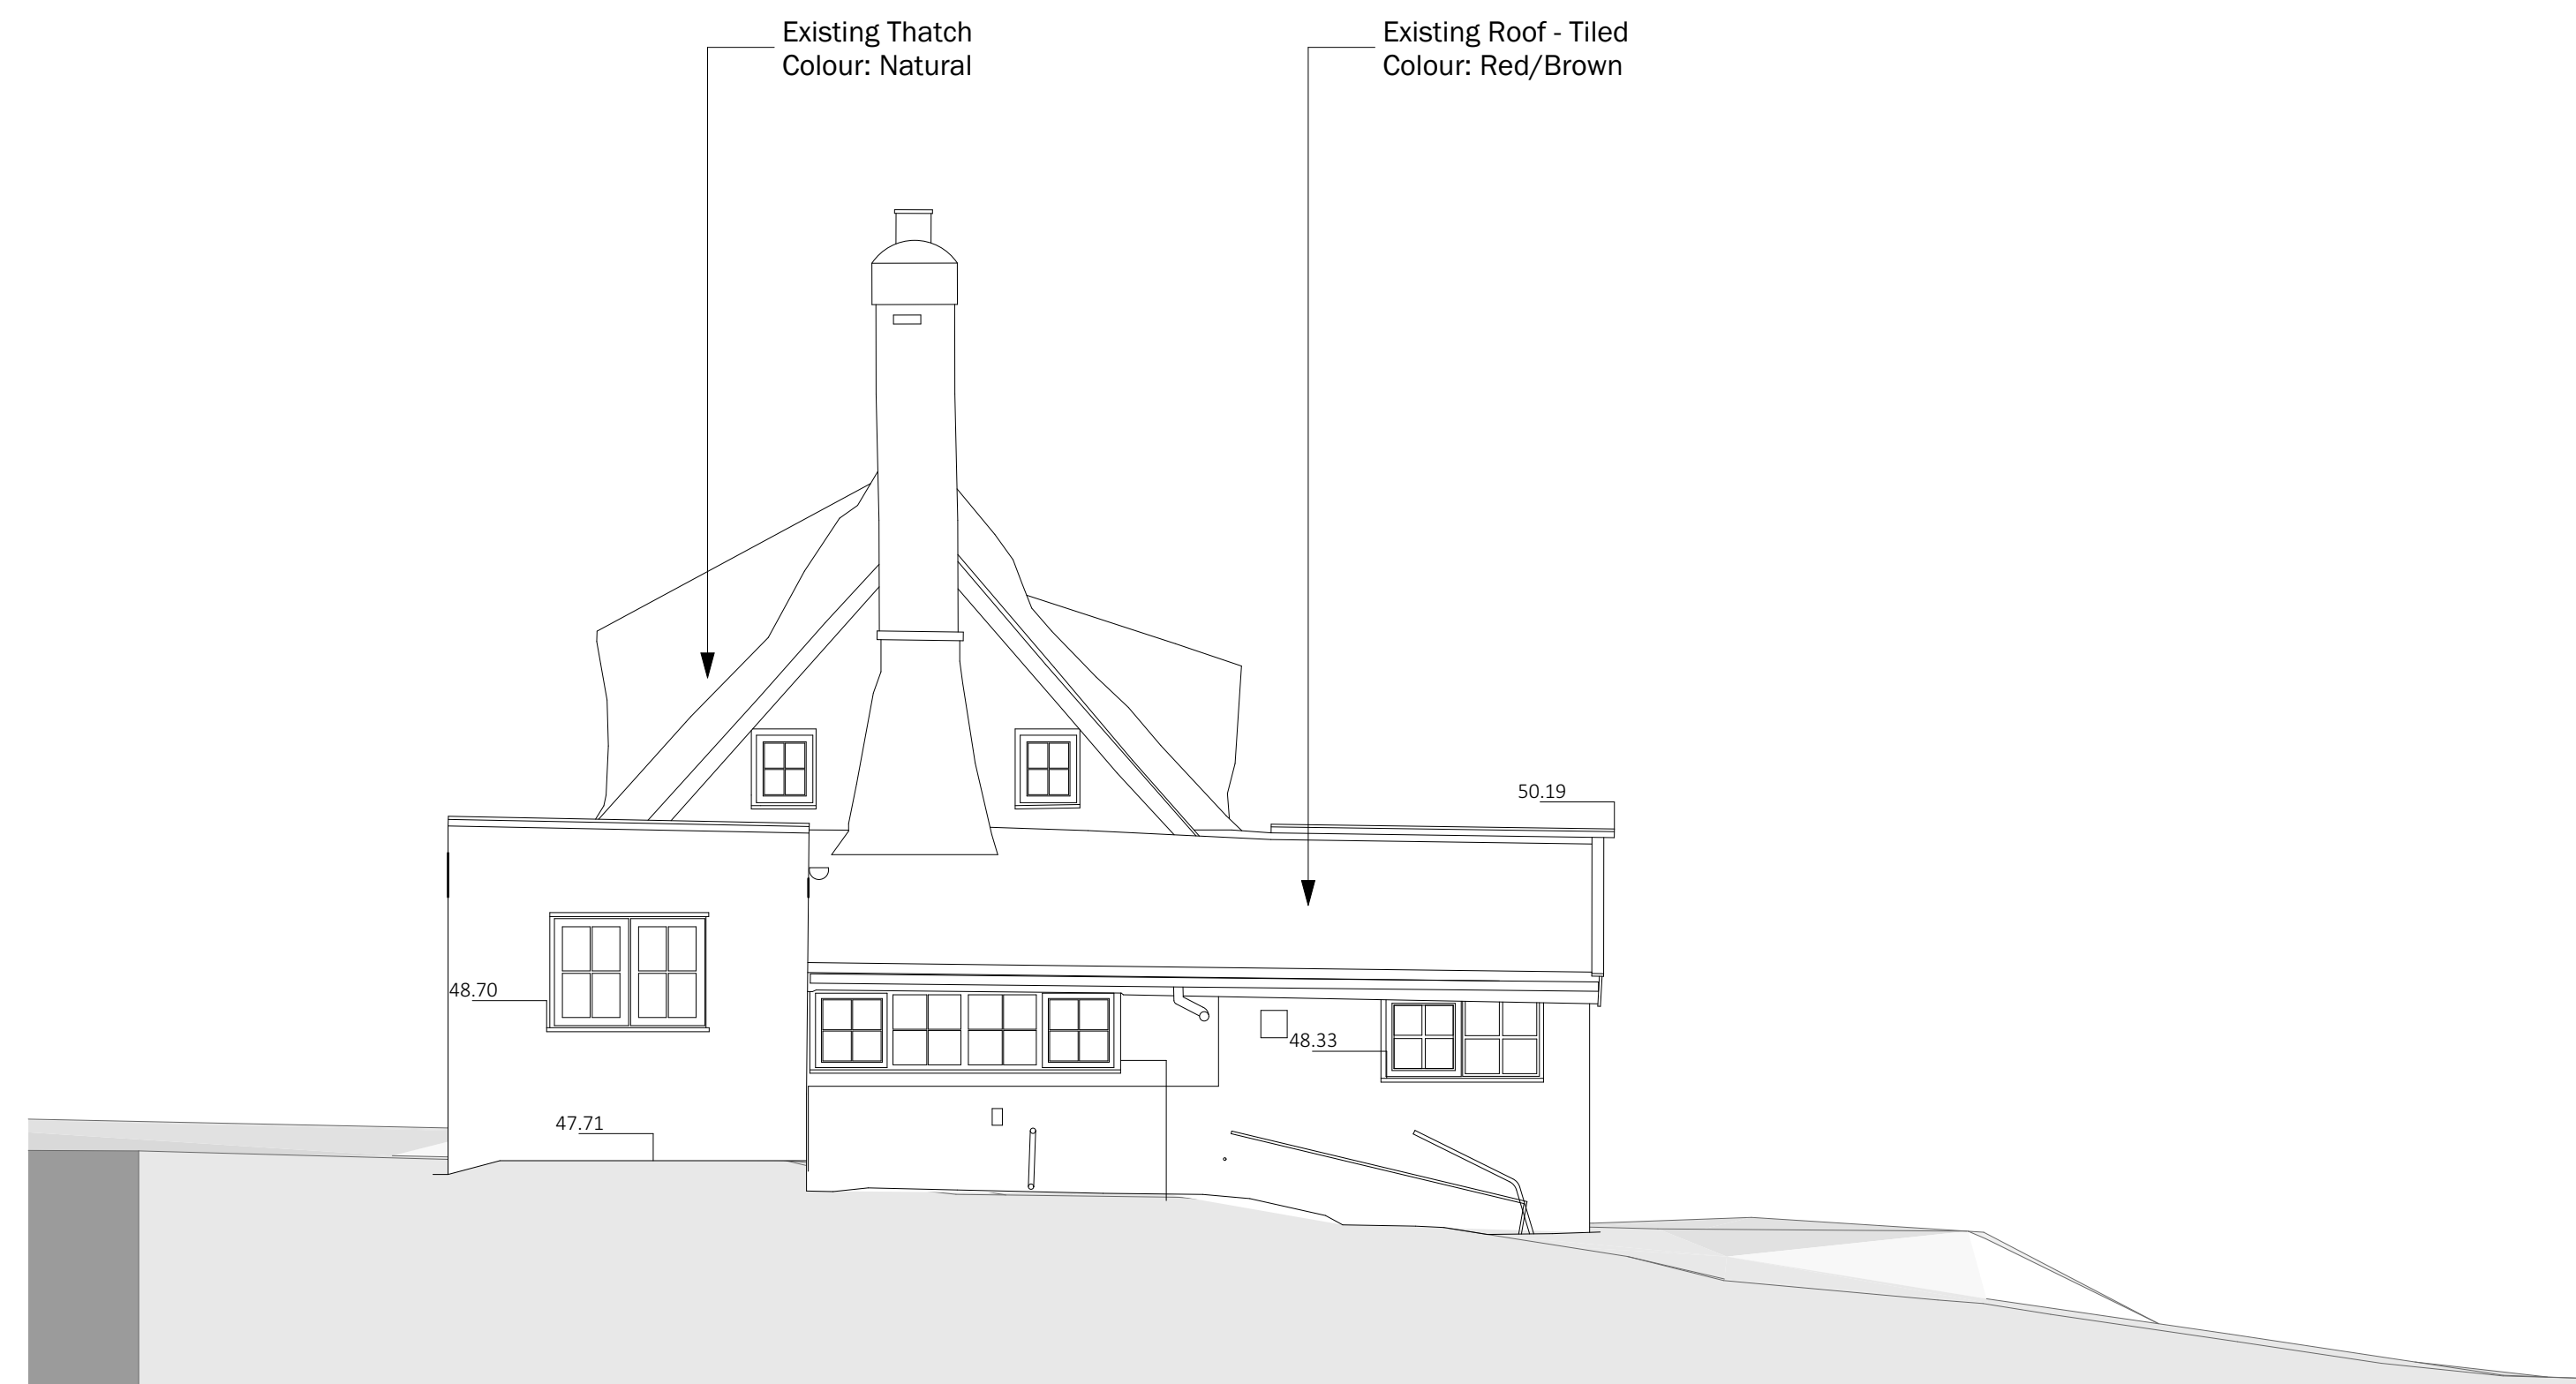 Existing Thatch
Colour: Natural
Existing Roof - Tiled
Colour: Red/Brown
50.19
48.70
48.33
47.71